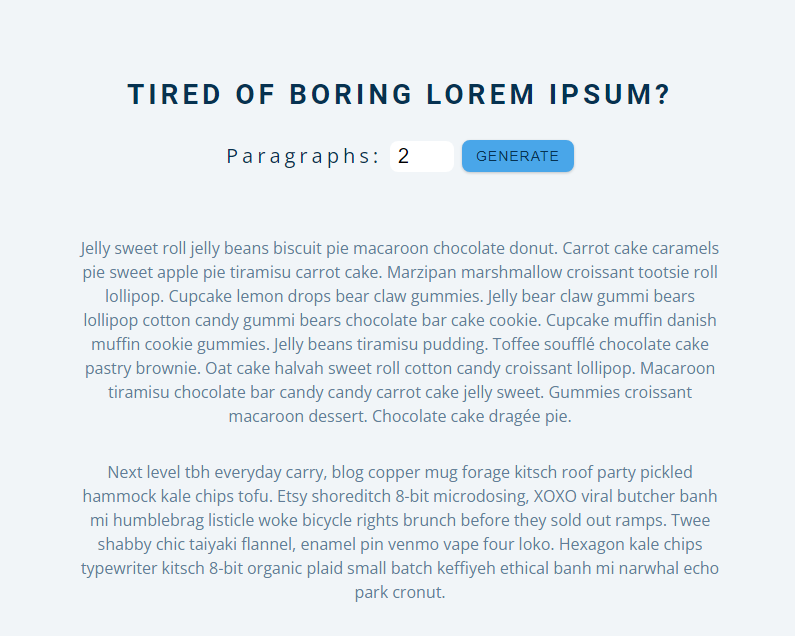 TIRED OF BORING LOREM IPSUM?
Paragraphs: 2 GENERATE
Jelly sweet roll jelly beans biscuit pie macaroon chocolate donut. Carrot cake caramels
pie sweet apple pie tiramisu carrot cake. Marzipan marshmallow croissant tootsie roll
lollipop. Cupcake lemon drops bear claw gummies. Jelly bear claw gummi bears
lollipop cotton candy gummi bears chocolate bar cake cookie. Cupcake muffin danish
muffin cookie gummies. Jelly beans tiramisu pudding. Toffee soufflé chocolate cake
pastry brownie. Oat cake halvah sweet roll cotton candy croissant lollipop. Macaroon
tiramisu chocolate bar candy candy carrot cake jelly sweet. Gummies croissant
macaroon dessert. Chocolate cake dragée pie.
Next level tbh everyday carry, blog copper mug forage kitsch roof party pickled
hammock kale chips tofu. Etsy shoreditch 8-bit microdosing, XOXO viral butcher banh
mi humblebrag listicle woke bicycle rights brunch before they sold out ramps. Twee
shabby chic taiyaki flannel, enamel pin venmo vape four loko. Hexagon kale chips
typewriter kitsch 8-bit organic plaid small batch keffiyeh ethical banh mi narwhal echo
park cronut.